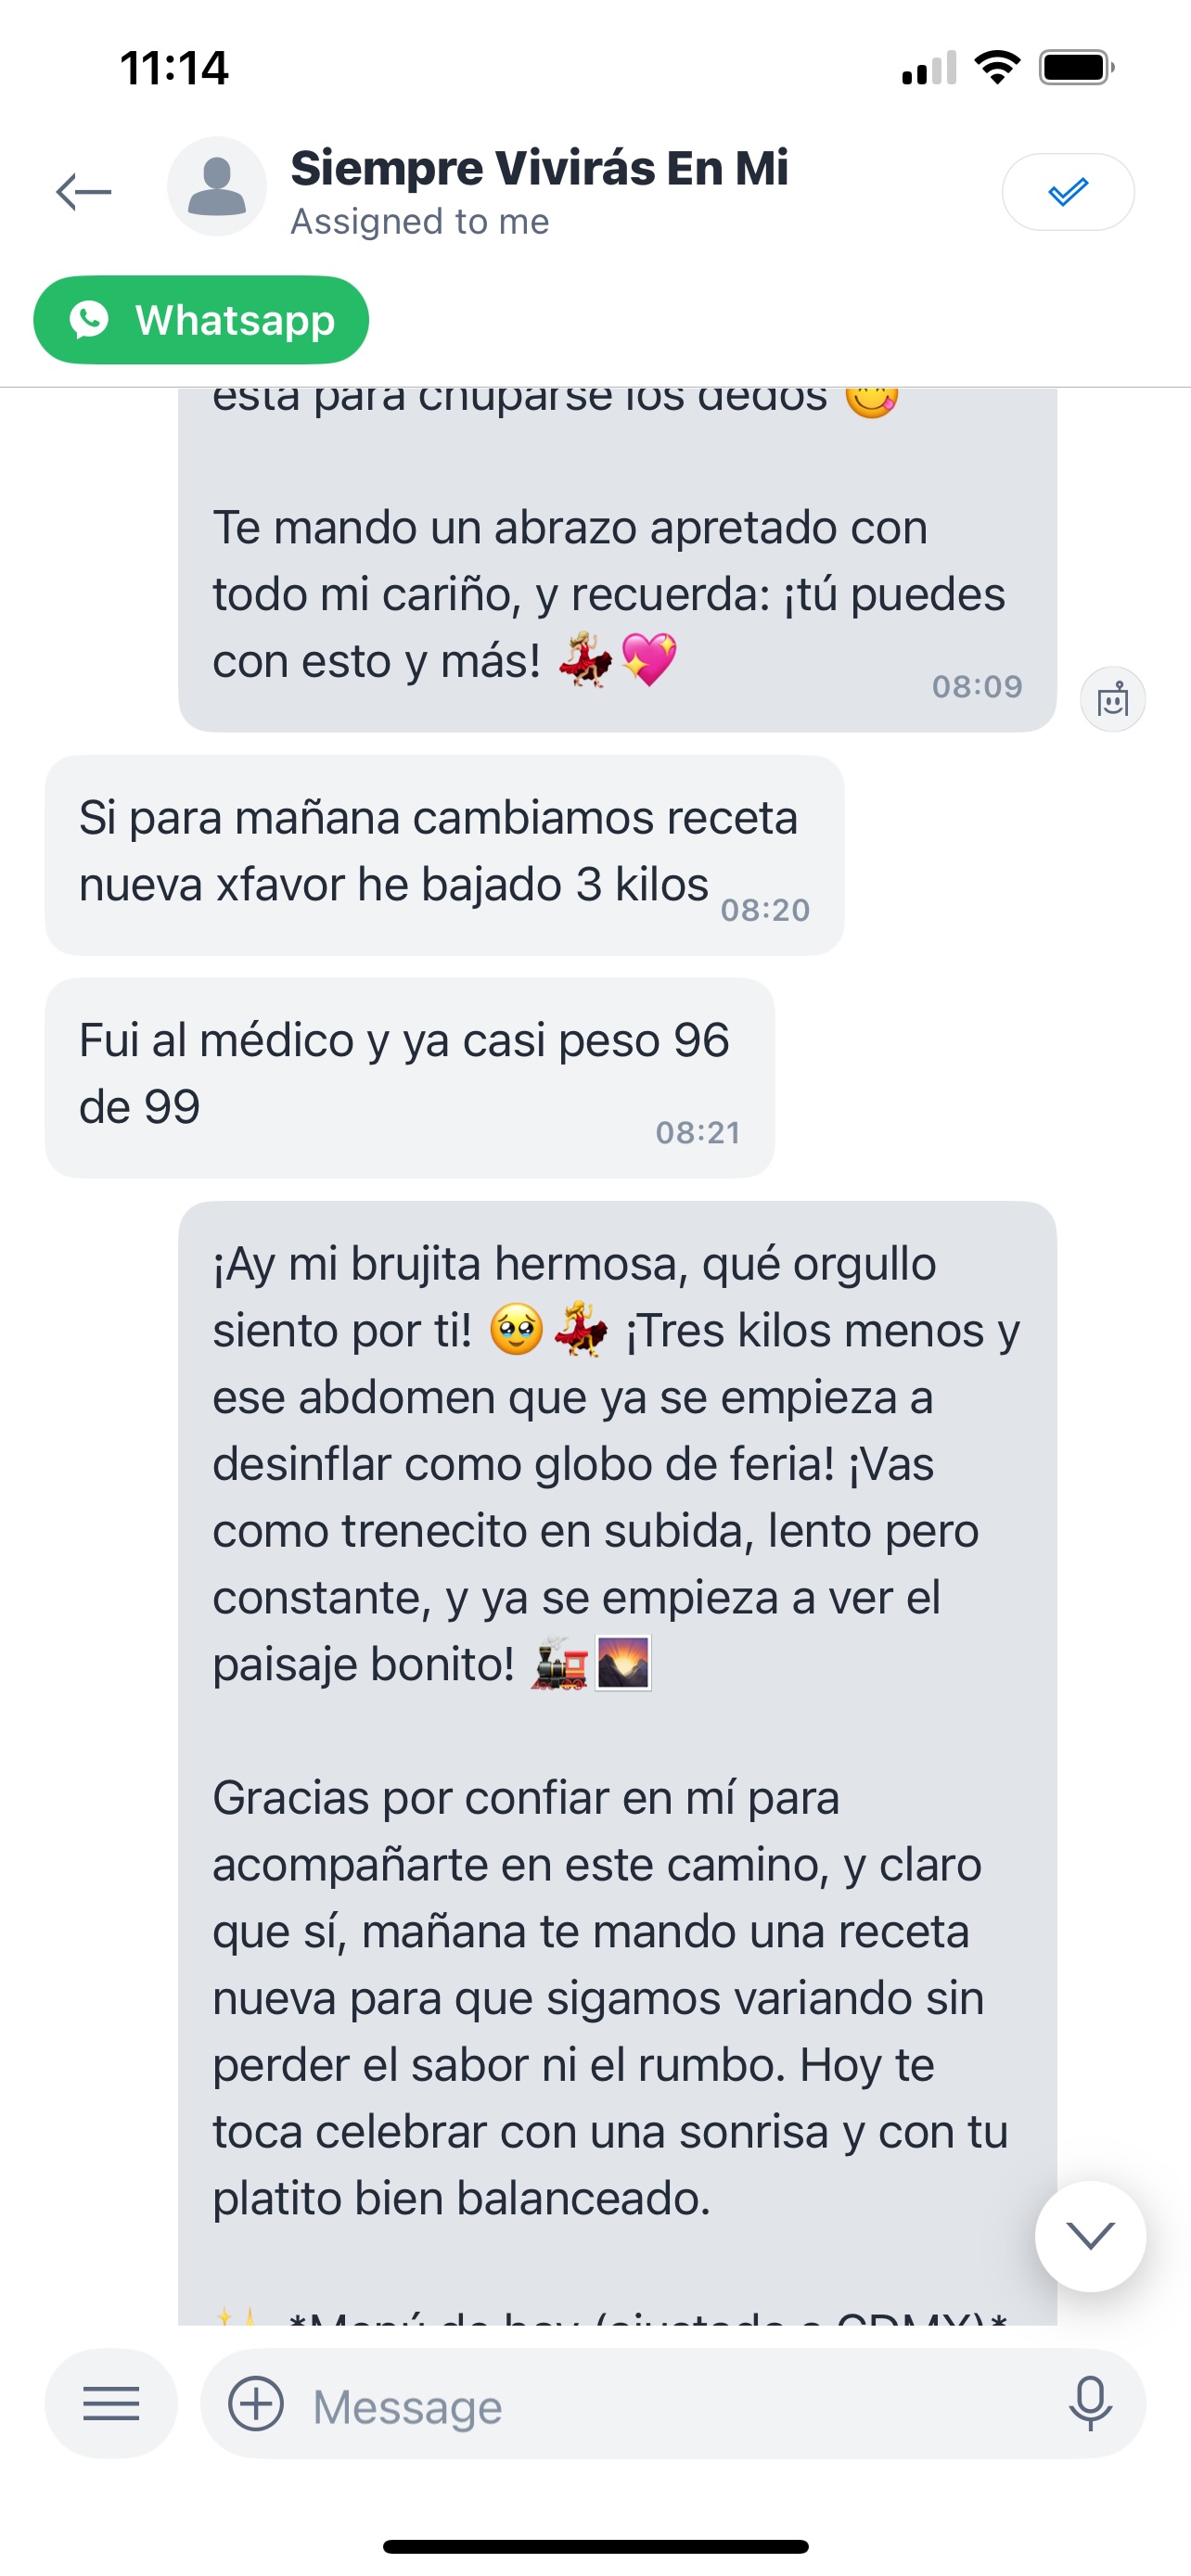 11:14
Siempre Vivirás En Mi
Assigned to me
Whatsapp
está para chuparse los dedos 😋
Te mando un abrazo apretado con
todo mi cariño, y recuerda: ¡tú puedes
con esto y más! 💃💖
08:09
Si para mañana cambiamos receta
nueva xfavor he bajado 3 kilos
08:20
Fui al médico y ya casi peso 96
de 99
08:21
¡Ay mi brujita hermosa, qué orgullo
siento por ti! 🥹💃 ¡Tres kilos menos y
ese abdomen que ya se empieza a
desinflar como globo de feria! ¡Vas
como trenecito en subida, lento pero
constante, y ya se empieza a ver el
paisaje bonito! 🚂🌄
Gracias por confiar en mí para
acompañarte en este camino, y claro
que sí, mañana te mando una receta
nueva para que sigamos variando sin
perder el sabor ni el rumbo. Hoy te
toca celebrar con una sonrisa y con tu
platito bien balanceado.
✨ *Menú de hoy (ajustado a CDMX)*
Message